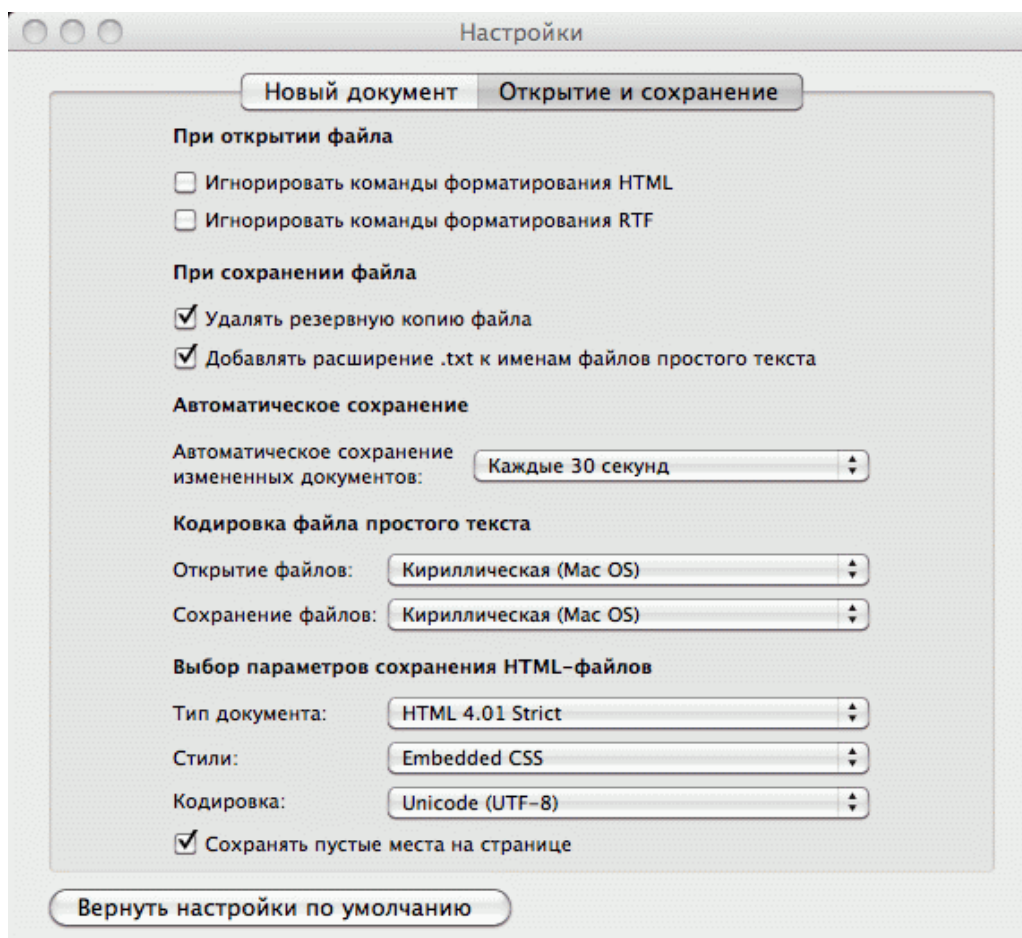 Настройки
Новый документ Открытие и сохранение
При открытии файла
Игнорировать команды форматирования HTML
Игнорировать команды форматирования RTF
При сохранении файла
Удалять резервную копию файла
Добавлять расширение .txt к именам файлов простого текста
Автоматическое сохранение
Автоматическое сохранение
измененных документов: Каждые 30 секунд
Кодировка файла простого текста
Открытие файлов: Кириллическая (Mac OS)
Сохранение файлов: Кириллическая (Mac OS)
Выбор параметров сохранения HTML-файлов
Тип документа: HTML 4.01 Strict
Стили: Embedded CSS
Кодировка: Unicode (UTF-8)
Сохранять пустые места на странице
Вернуть настройки по умолчанию